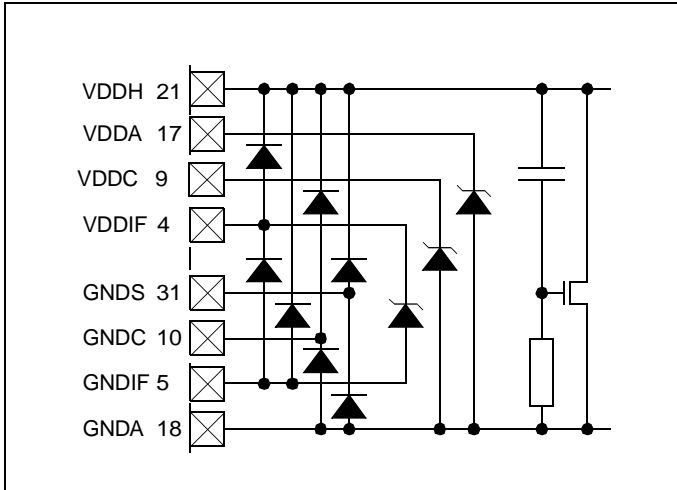 VDDH 21
VDDA 17
VDDC 9
VDDIF 4
GNDS 31
GNDC 10
GNDIF 5
GNDA 18